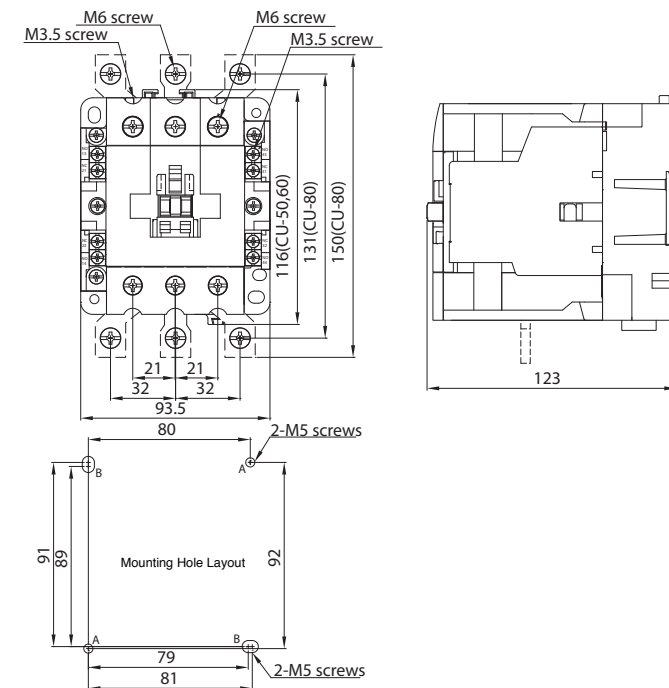 M6 screw
M6 screw
M3.5 screw
M3.5 screw
116(CU-50,60)
131(CU-80)
150(CU-80)
21
21
32
32
93.5
123
80
2-M5 screws
B
A
91
89
92
Mounting Hole Layout
A
B
79
2-M5 screws
81